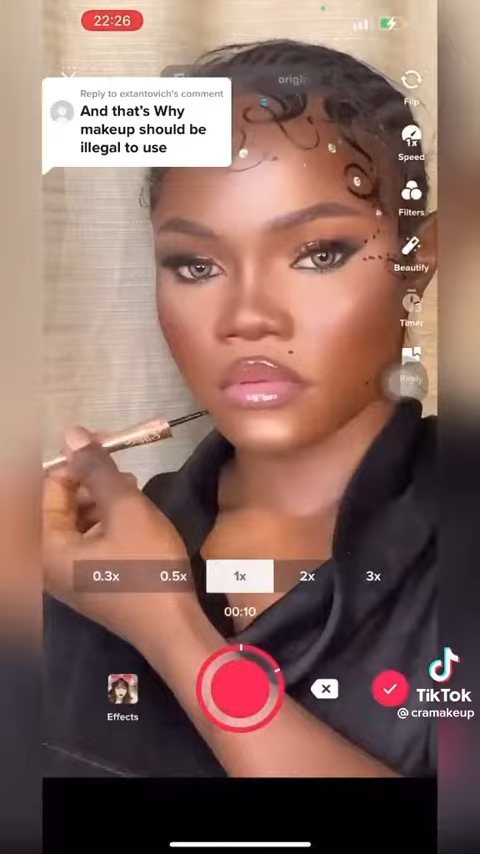 22:26
Reply to extantovich's comment
And that's Why
makeup should be
illegal to use
Flip
1x
Speed
Filters
Beautify
Timer
Reply
0.3x 0.5x 1x 2x 3x
00:10
Effects
TikTok
@cramakeup